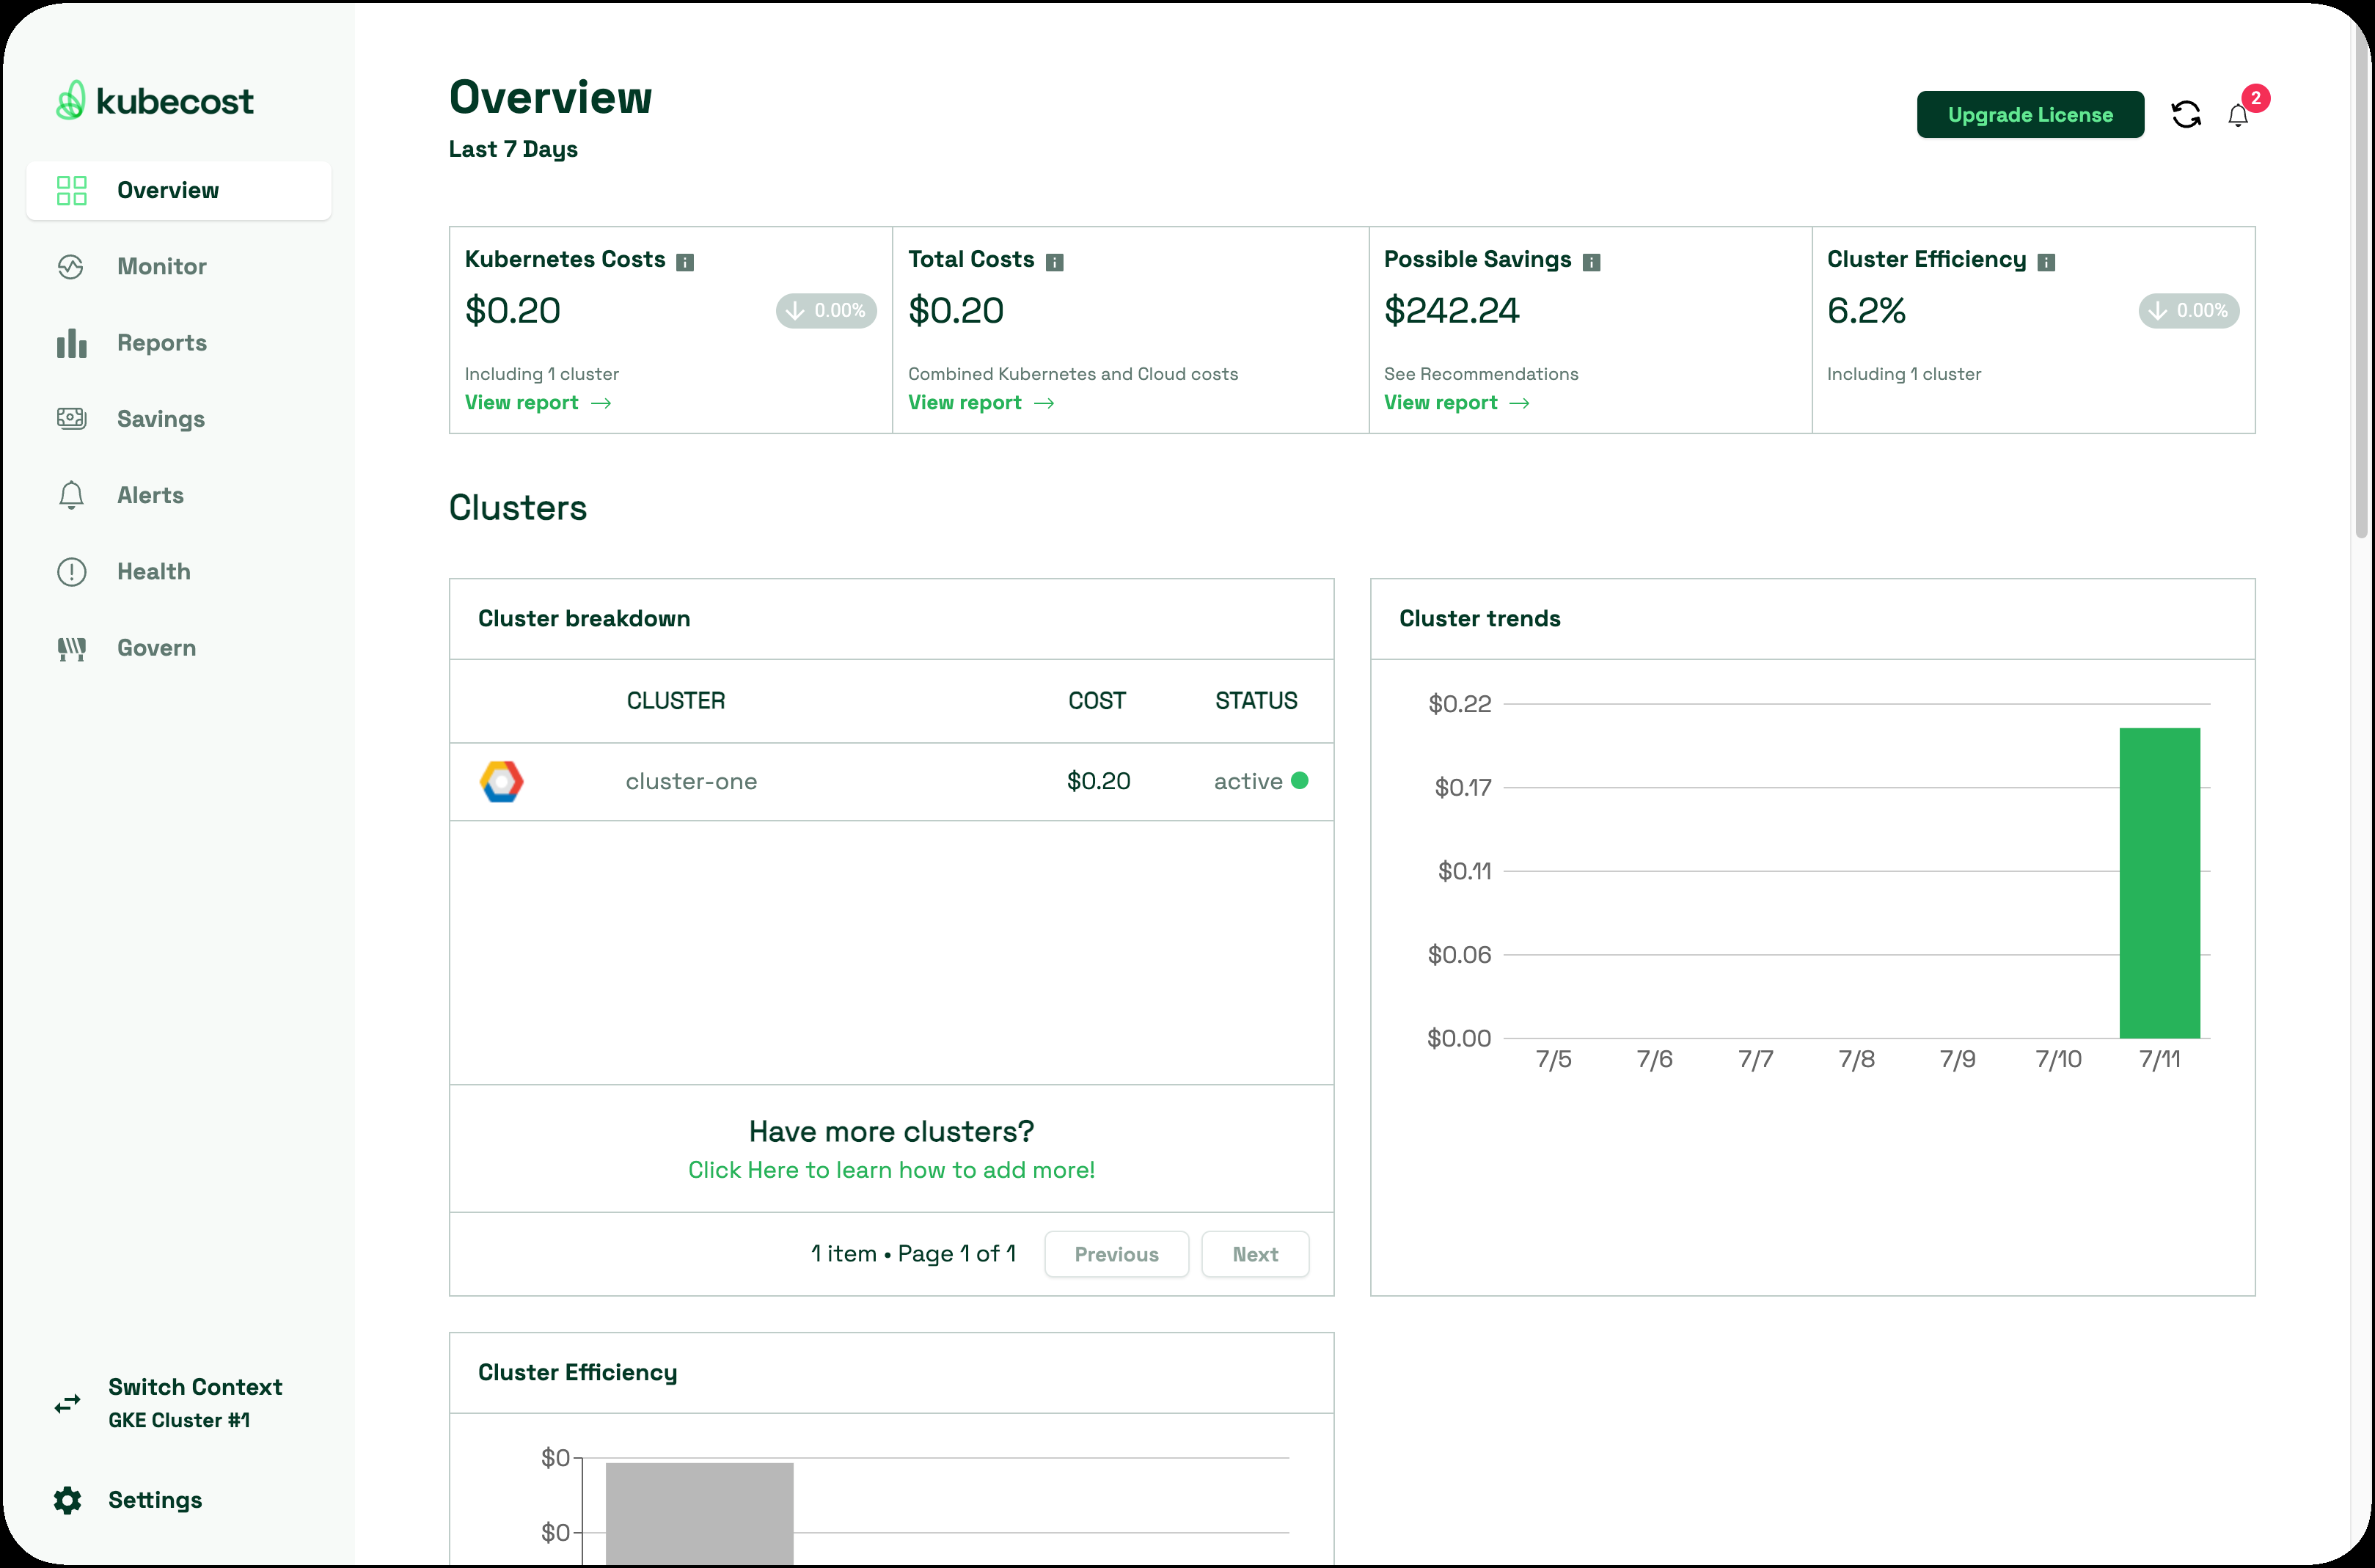 kubecost
Overview
Monitor
Reports
Savings
Alerts
Health
Govern
Switch Context
GKE Cluster #1
Settings
Overview
Last 7 Days
Upgrade License
2
Kubernetes Costs
$0.20
0.00%
Including 1 cluster
View report
Total Costs
$0.20
Combined Kubernetes and Cloud costs
View report
Possible Savings
$242.24
See Recommendations
View report
Cluster Efficiency
6.2%
0.00%
Including 1 cluster
Clusters
Cluster breakdown
CLUSTER COST STATUS
cluster-one $0.20 active
Have more clusters?
Click Here to learn how to add more!
1 item • Page 1 of 1 Previous Next
Cluster trends
$0.22
$0.17
$0.11
$0.06
$0.00
7/5 7/6 7/7 7/8 7/9 7/10 7/11
Cluster Efficiency
$0
$0